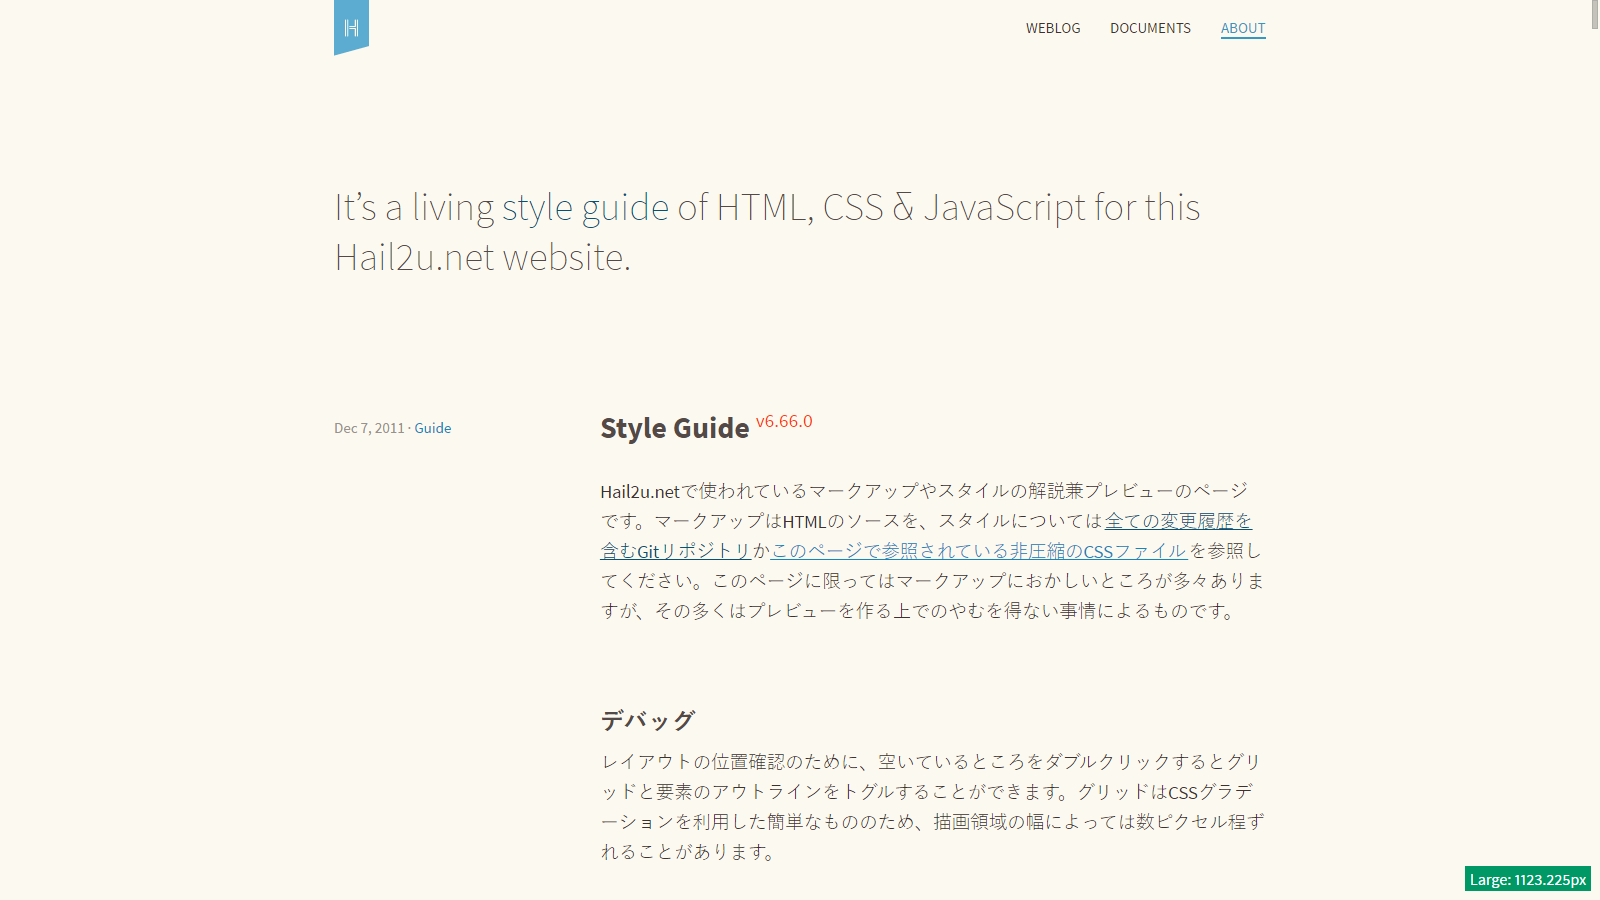 H
WEBLOG DOCUMENTS ABOUT
It’s a living style guide of HTML, CSS & JavaScript for this
Hail2u.net website.
Dec 7, 2011 · Guide
Style Guide v6.66.0
Hail2u.netで使われているマークアップやスタイルの解説兼プレビューのページ
です。マークアップはHTMLのソースを、スタイルについては全ての変更履歴を
含むGitリポジトリかこのページで参照されている非圧縮のCSSファイルを参照し
てください。このページに限ってはマークアップにおかしいところが多々ありま
すが、その多くはプレビューを作る上でのやむを得ない事情によるものです。
デバッグ
レイアウトの位置確認のために、空いているところをダブルクリックするとグリ
ッドと要素のアウトラインをトグルすることができます。グリッドはCSSグラデ
ーションを利用した簡単なもののため、描画領域の幅によっては数ピクセル程ず
れることがあります。
Large: 1123.225px